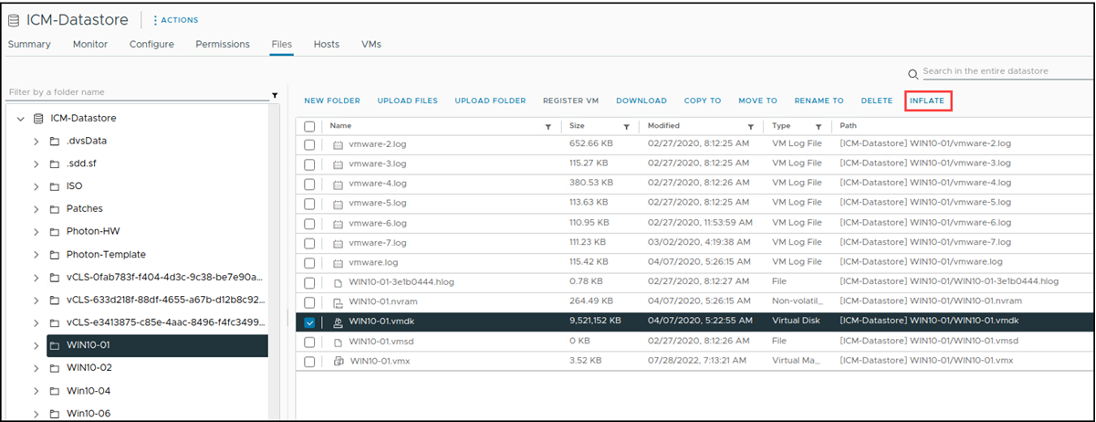 ICM-Datastore ACTIONS
Summary Monitor Configure Permissions Files Hosts VMs
Search in the entire datastore
Filter by a folder name
NEW FOLDER UPLOAD FILES UPLOAD FOLDER REGISTER VM DOWNLOAD COPY TO MOVE TO RENAME TO DELETE INFLATE
ICM-Datastore
.dvsData
.sdd.sf
ISO
Patches
Photon-HW
Photon-Template
vCLS-0fab783f-f404-4d3c-9c38-be7e90a...
vCLS-633d218f-88df-4655-a67b-d12b8c92...
vCLS-e3413875-c85e-4aac-8496-f4fc3499...
WIN10-01
WIN10-02
Win10-04
Win10-06
Name Size Modified Type Path
vmware-2.log 652.66 KB 02/27/2020, 8:12:25 AM VM Log File [ICM-Datastore] WIN10-01/vmware-2.log
vmware-3.log 115.27 KB 02/27/2020, 8:12:25 AM VM Log File [ICM-Datastore] WIN10-01/vmware-3.log
vmware-4.log 380.53 KB 02/27/2020, 8:12:26 AM VM Log File [ICM-Datastore] WIN10-01/vmware-4.log
vmware-5.log 113.63 KB 02/27/2020, 8:12:25 AM VM Log File [ICM-Datastore] WIN10-01/vmware-5.log
vmware-6.log 110.95 KB 02/27/2020, 11:53:59 AM VM Log File [ICM-Datastore] WIN10-01/vmware-6.log
vmware-7.log 111.23 KB 03/02/2020, 4:19:38 AM VM Log File [ICM-Datastore] WIN10-01/vmware-7.log
vmware.log 115.42 KB 04/07/2020, 5:26:15 AM VM Log File [ICM-Datastore] WIN10-01/vmware.log
WIN10-01-3e1b0444.hlog 0.78 KB 02/27/2020, 8:12:27 AM File [ICM-Datastore] WIN10-01/WIN10-01-3e1b0444.hlog
WIN10-01.nvram 264.49 KB 04/07/2020, 5:26:15 AM Non-volatil... [ICM-Datastore] WIN10-01/WIN10-01.nvram
WIN10-01.vmdk 9,521,152 KB 04/07/2020, 5:22:55 AM Virtual Disk [ICM-Datastore] WIN10-01/WIN10-01.vmdk
WIN10-01.vmsd 0 KB 02/27/2020, 8:12:26 AM File [ICM-Datastore] WIN10-01/WIN10-01.vmsd
WIN10-01.vmx 3.52 KB 07/28/2022, 7:13:21 AM Virtual Ma... [ICM-Datastore] WIN10-01/WIN10-01.vmx